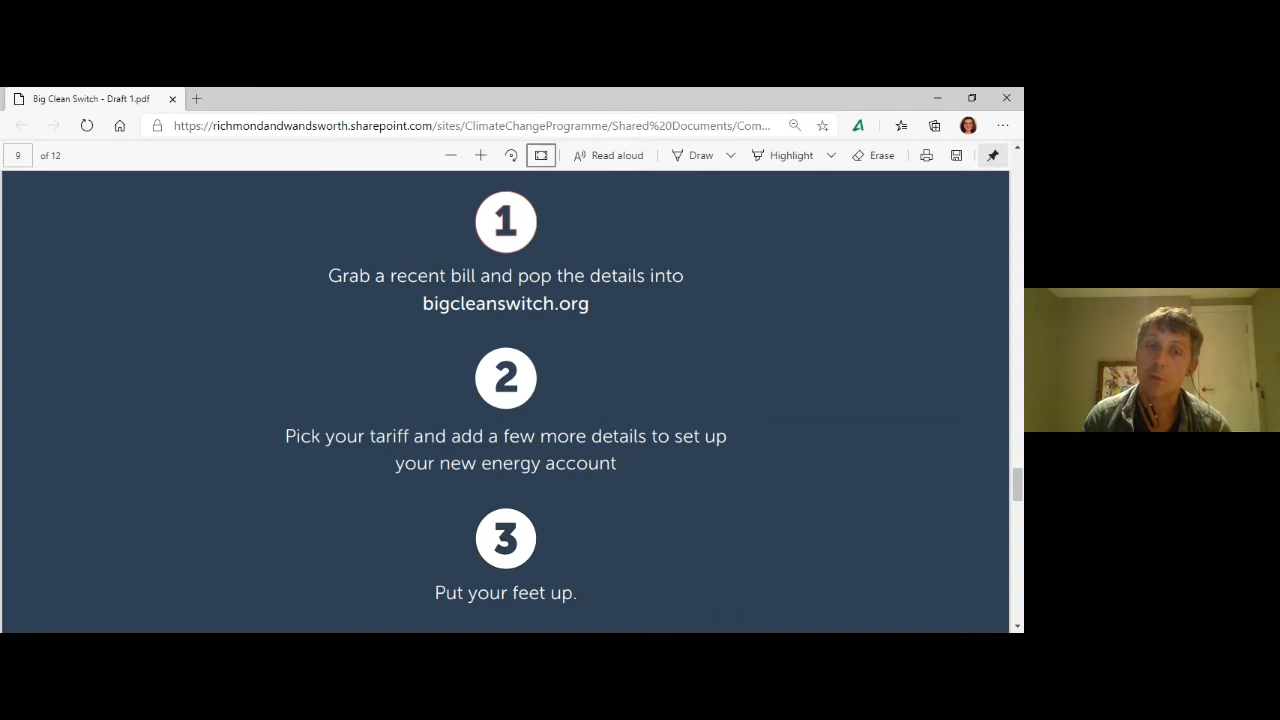 Big Clean Switch - Draft 1.pdf
https://richmondandwandsworth.sharepoint.com/sites/ClimateChangeProgramme/Shared%20Documents/Com...
9 of 12
Read aloud
Draw
Highlight
Erase
1
Grab a recent bill and pop the details into
bigcleanswitch.org
2
Pick your tariff and add a few more details to set up
your new energy account
3
Put your feet up.